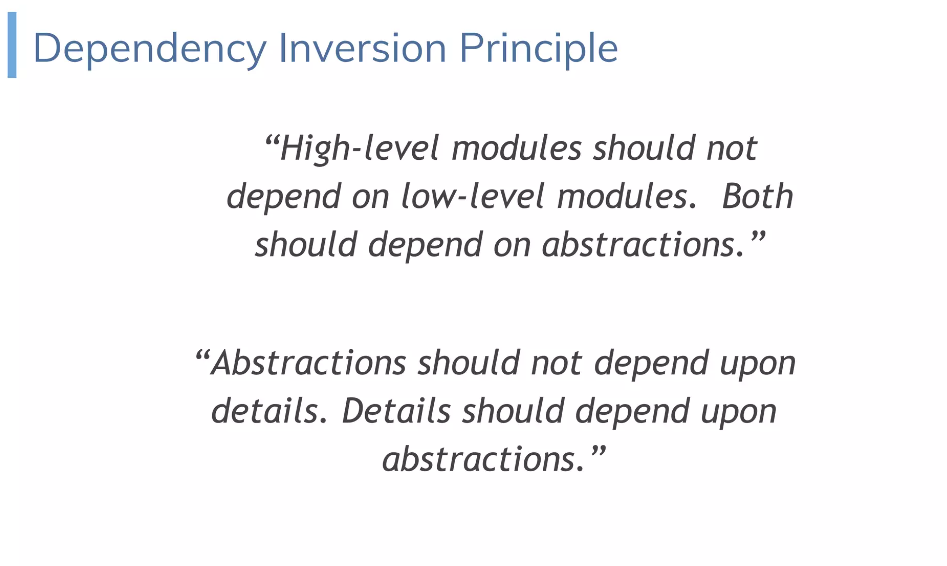 Dependency Inversion Principle
“High-level modules should not
depend on low-level modules.  Both
should depend on abstractions.”
“Abstractions should not depend upon
details. Details should depend upon
abstractions.”